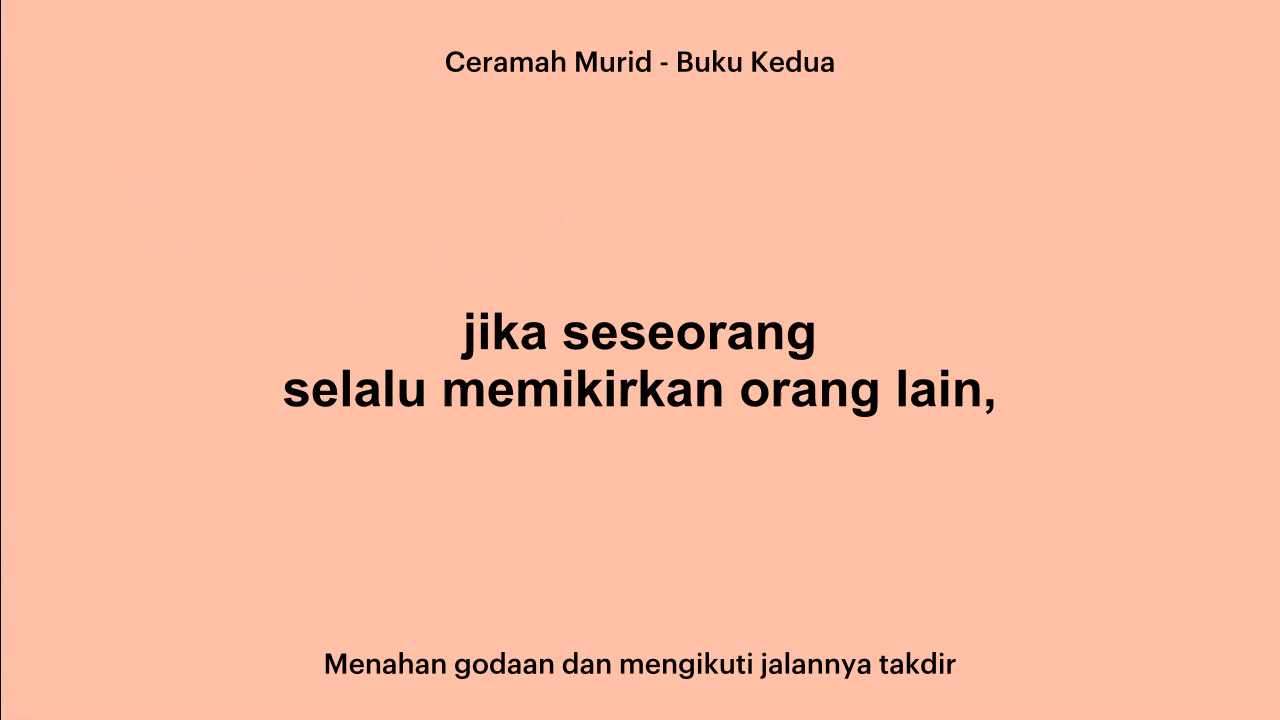 Ceramah Murid - Buku Kedua
jika seseorang
selalu memikirkan orang lain,
Menahan godaan dan mengikuti jalannya takdir